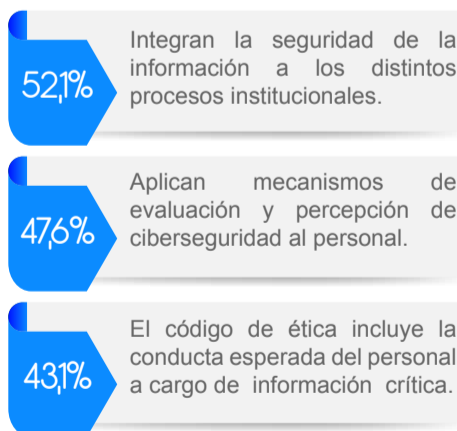 52,1%
Integran la seguridad de la
información a los distintos
procesos institucionales.
47,6%
Aplican mecanismos de
evaluación y percepción de
ciberseguridad al personal.
43,1%
El código de ética incluye la
conducta esperada del personal
a cargo de información crítica.